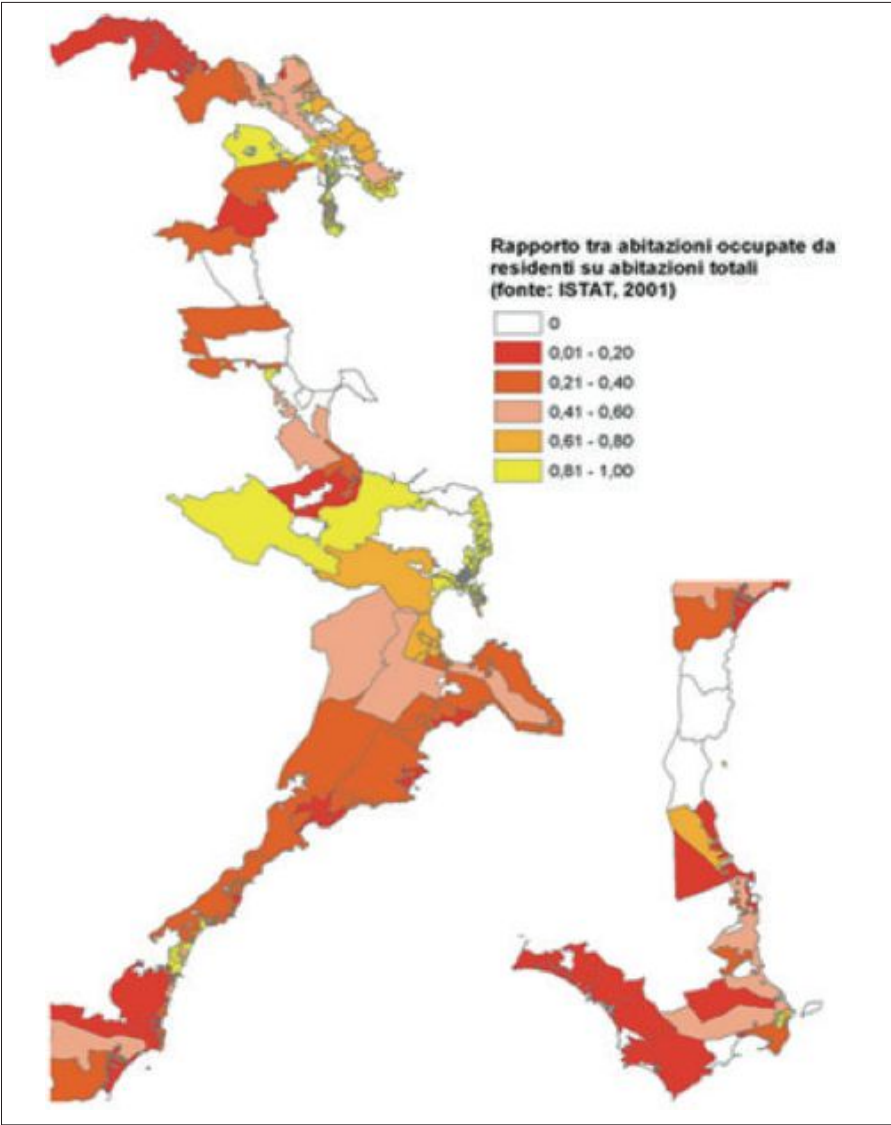 Rapporto tra abitazioni occupate da
residenti su abitazioni totali
(fonte: ISTAT, 2001)
0
0,01 - 0,20
0,21 - 0,40
0,41 - 0,60
0,61 - 0,80
0,81 - 1,00